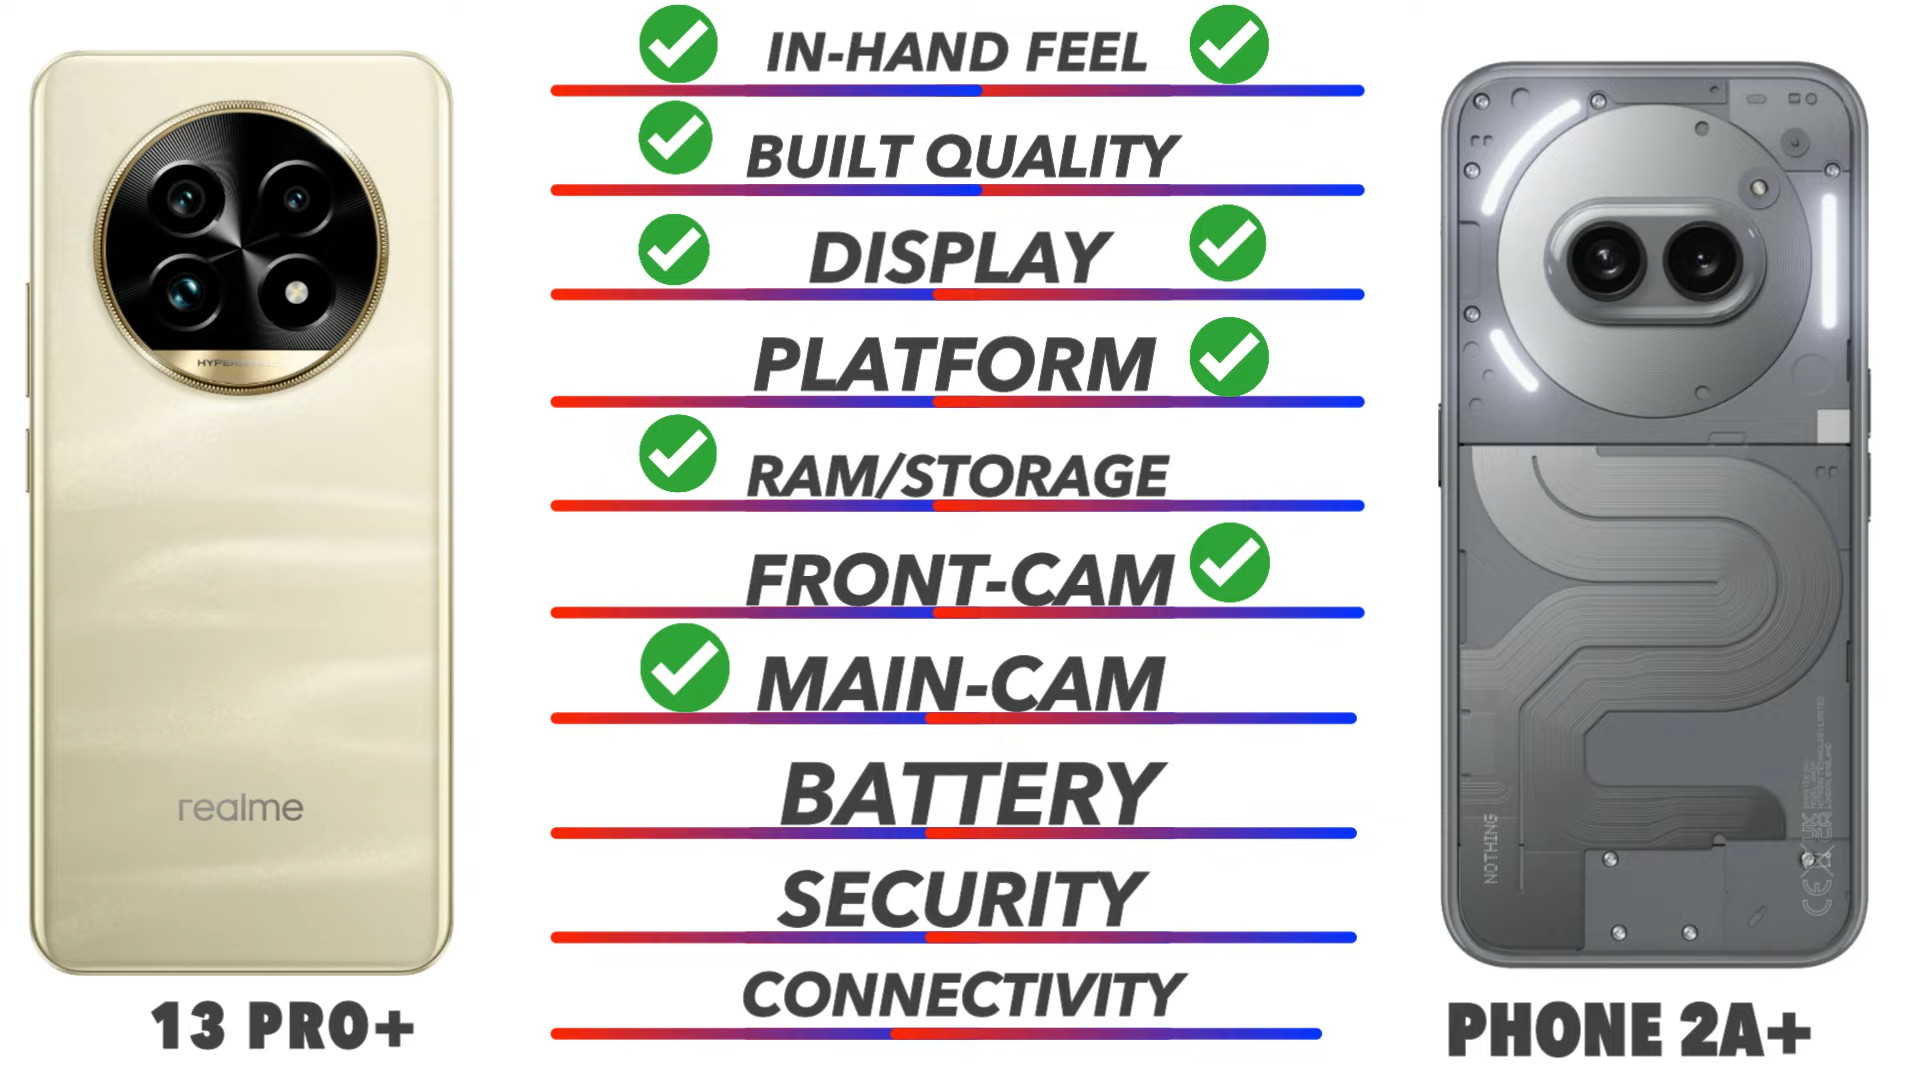 IN-HAND FEEL
BUILT QUALITY
DISPLAY
PLATFORM
RAM/STORAGE
FRONT-CAM
MAIN-CAM
BATTERY
SECURITY
CONNECTIVITY
realme
13 PRO+
NOTHING
PHONE 2A+